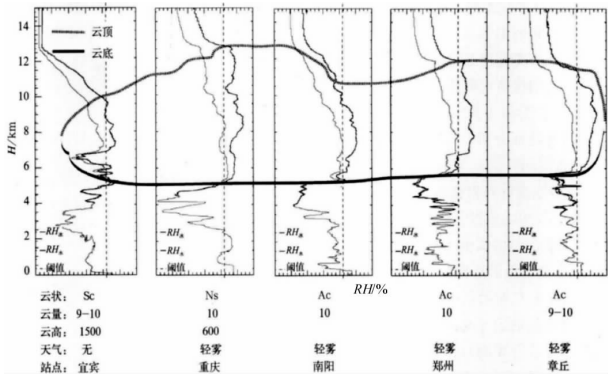 云顶
云底
H/km
14
12
10
8
6
4
2
0
-RH水 -RH水 -RH水 -RH水 -RH水
-RH冰 -RH冰 -RH冰 -RH冰 -RH冰
-阈值 -阈值 -阈值 -阈值 -阈值
RH/%
云状: Sc Ns Ac Ac Ac
云量: 9-10 10 10 10 9-10
云高: 1500 600
天气: 无 轻雾 轻雾 轻雾 轻雾
站点: 宜宾 重庆 南阳 郑州 章丘